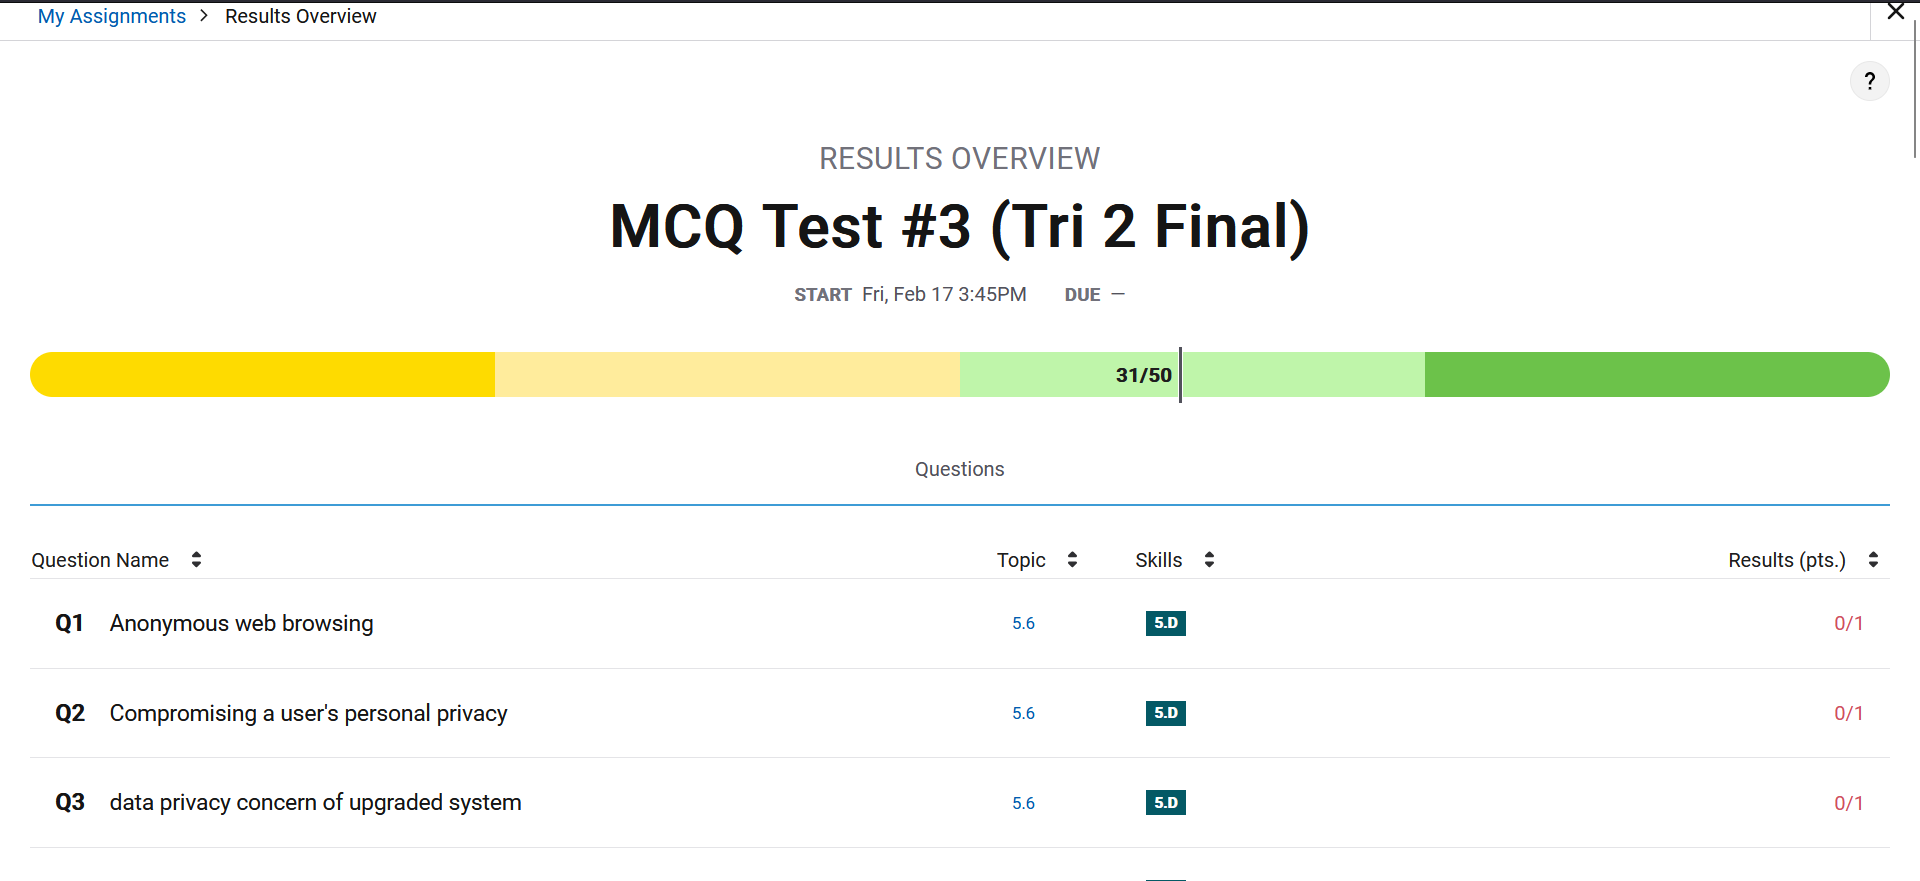 My Assignments > Results Overview
?
RESULTS OVERVIEW
MCQ Test #3 (Tri 2 Final)
START Fri, Feb 17 3:45PM DUE —
31/50
Questions
Question Name Topic Skills Results (pts.)
Q1 Anonymous web browsing 5.6 5.D 0/1
Q2 Compromising a user's personal privacy 5.6 5.D 0/1
Q3 data privacy concern of upgraded system 5.6 5.D 0/1